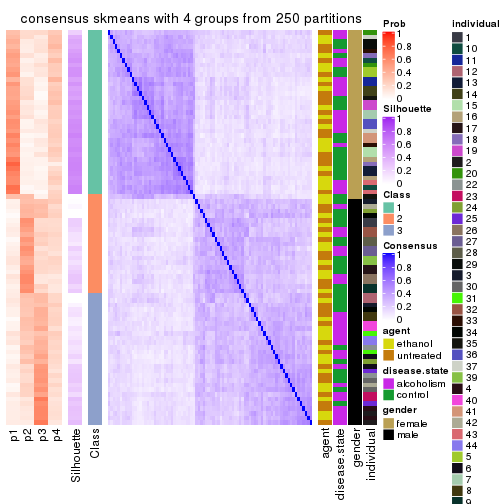 consensus skmeans with 4 groups from 250 partitions
p1
p2
p3
p4
Silhouette
Class
agent
disease.state
gender
individual
Prob
1
0.8
0.6
0.4
0.2
0
Silhouette
1
0.8
0.6
0.4
0.2
0
Class
1
2
3
Consensus
1
0.8
0.6
0.4
0.2
0
agent
ethanol
untreated
disease.state
alcoholism
control
gender
female
male
individual
1
10
11
12
13
14
15
16
17
18
19
2
20
22
23
24
25
26
27
28
29
3
30
31
32
33
34
35
36
37
39
4
40
41
42
43
44
5
6
7
8
9